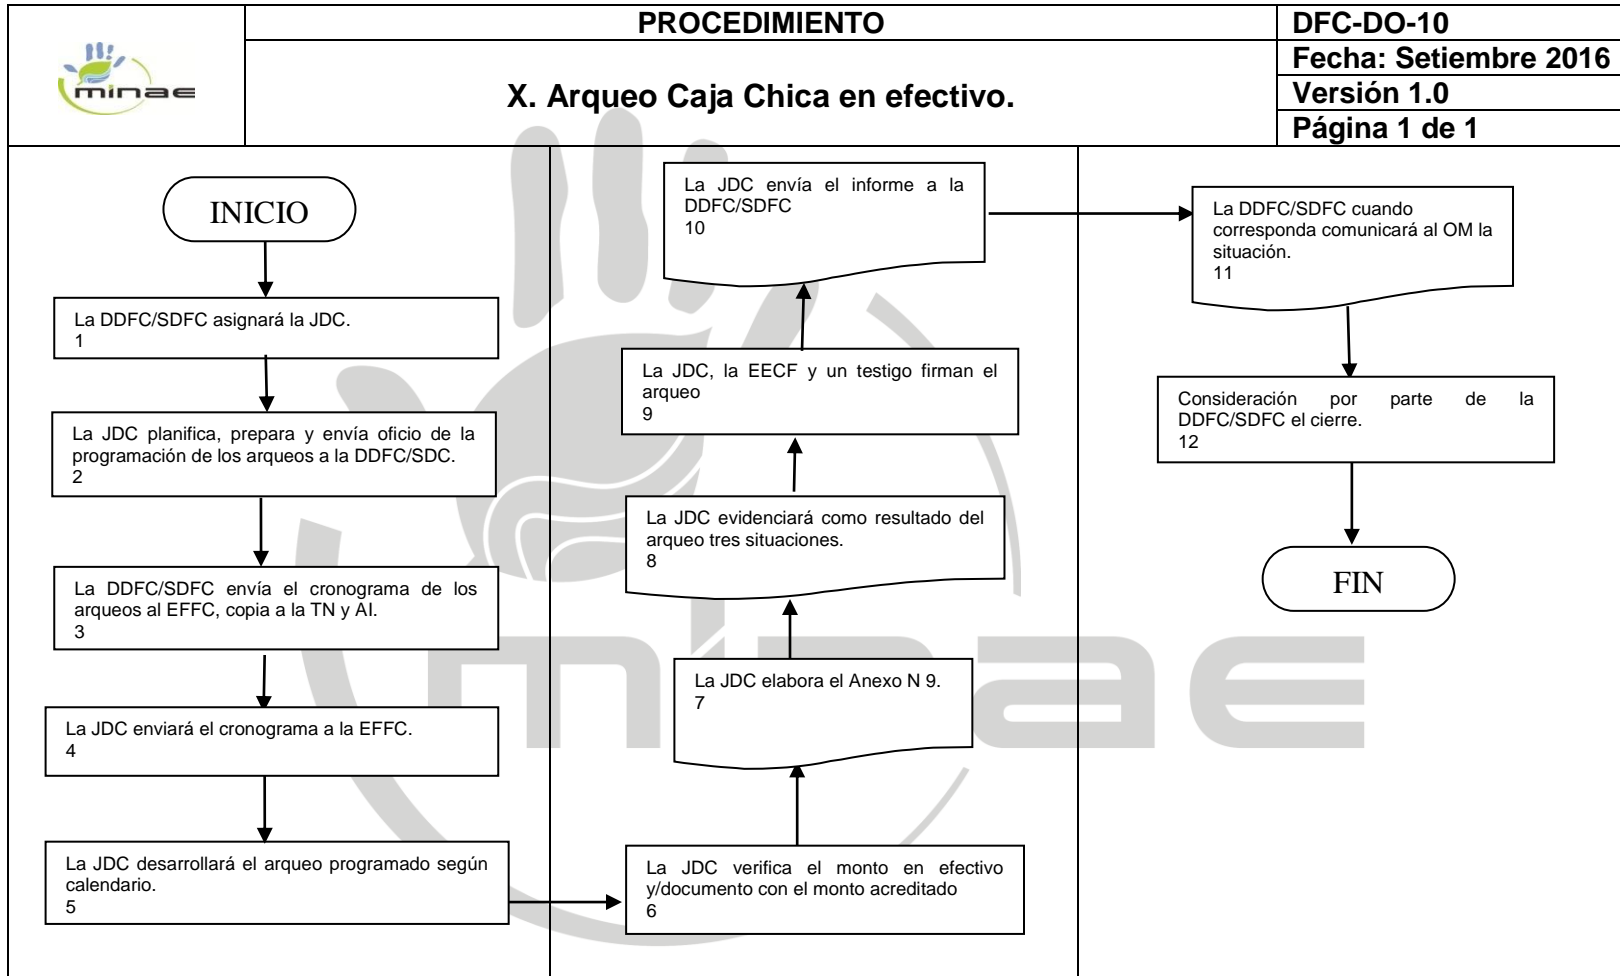 minae
PROCEDIMIENTO
X. Arqueo Caja Chica en efectivo.
DFC-DO-10
Fecha: Setiembre 2016
Versión 1.0
Página 1 de 1
INICIO
La DDFC/SDFC asignará la JDC.
1
La JDC planifica, prepara y envía oficio de la
programación de los arqueos a la DDFC/SDC.
2
La DDFC/SDFC envía el cronograma de los
arqueos al EFFC, copia a la TN y AI.
3
La JDC enviará el cronograma a la EFFC.
4
La JDC desarrollará el arqueo programado según
calendario.
5
La JDC verifica el monto en efectivo
y/documento con el monto acreditado
6
La JDC elabora el Anexo N 9.
7
La JDC evidenciará como resultado del
arqueo tres situaciones.
8
La JDC, la EECF y un testigo firman el
arqueo
9
La JDC envía el informe a la
DDFC/SDFC
10
La DDFC/SDFC cuando
corresponda comunicará al OM la
situación.
11
Consideración por parte de la
DDFC/SDFC el cierre.
12
FIN
minae